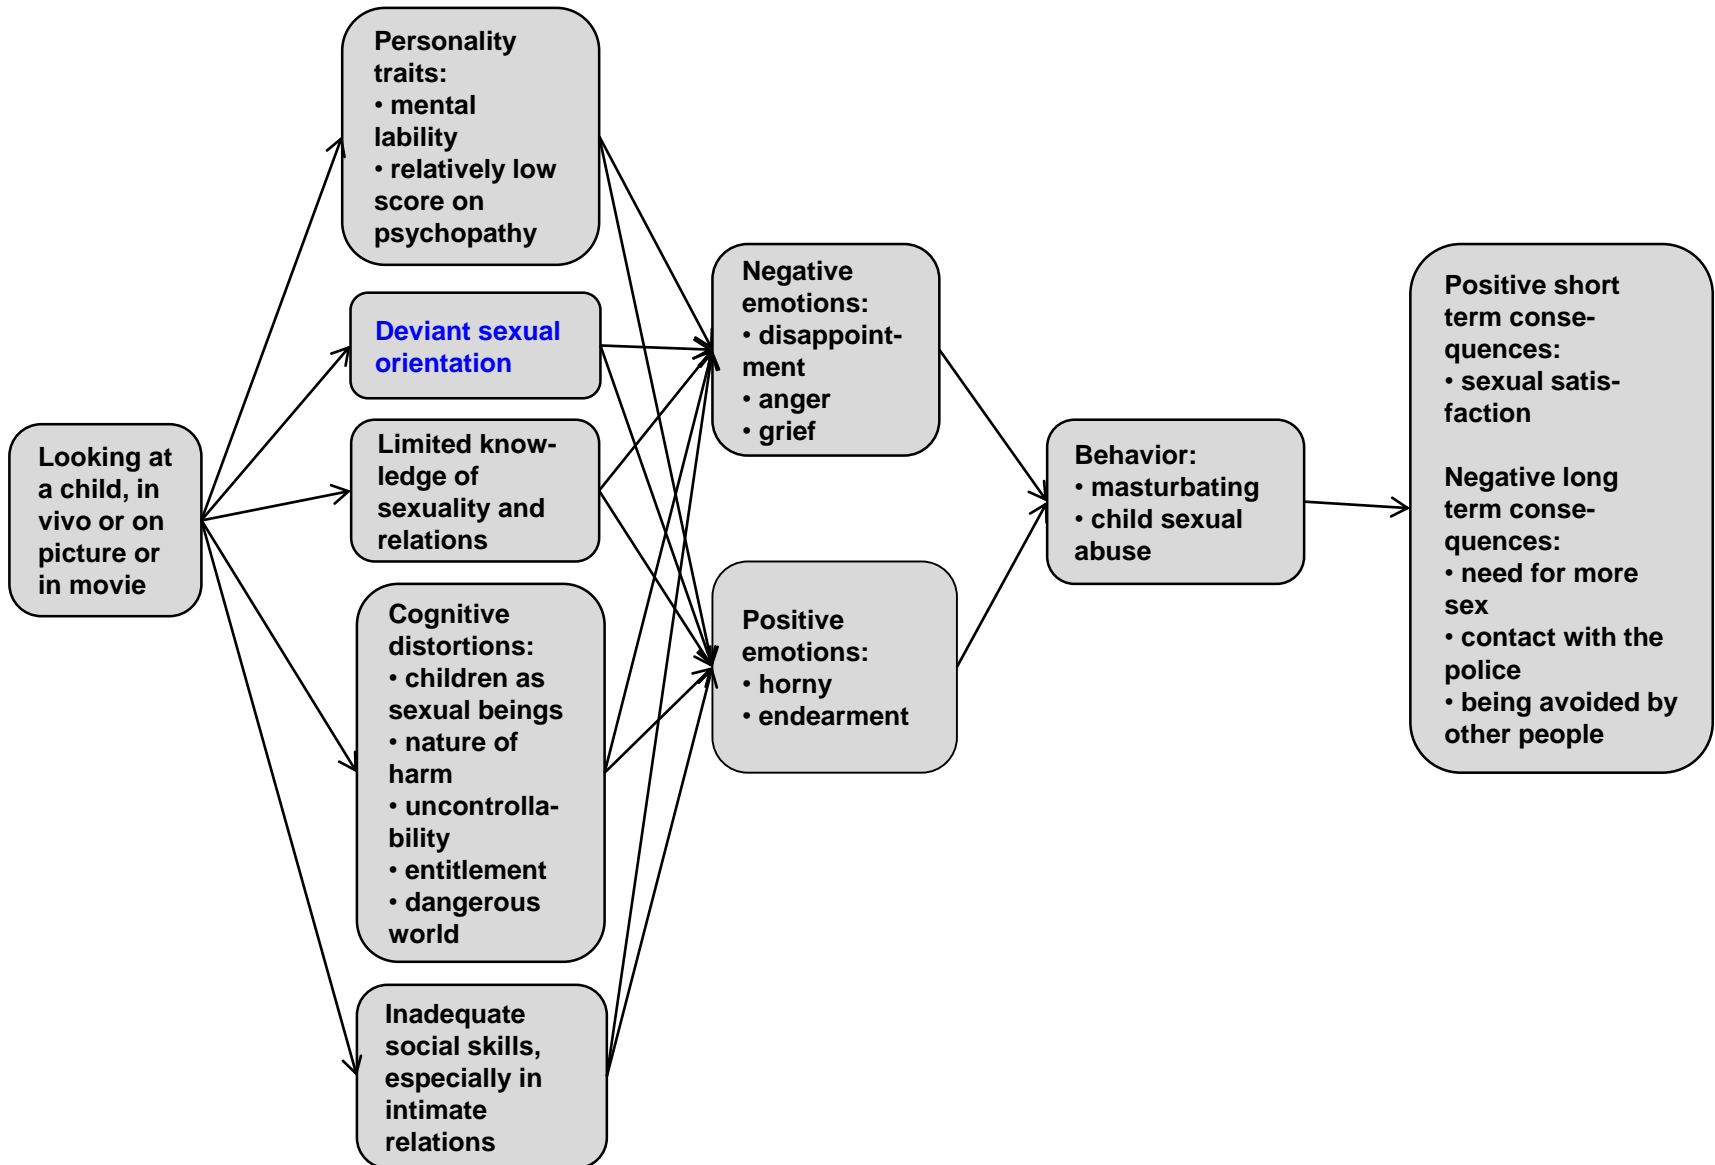 Personality
traits:
• mental
lability
• relatively low
score on
psychopathy
Deviant sexual
orientation
Limited know-
ledge of
sexuality and
relations
Looking at
a child, in
vivo or on
picture or
in movie
Cognitive
distortions:
• children as
sexual beings
• nature of
harm
• uncontrolla-
bility
• entitlement
• dangerous
world
Inadequate
social skills,
especially in
intimate
relations
Negative
emotions:
• disappoint-
ment
• anger
• grief
Positive
emotions:
• horny
• endearment
Behavior:
• masturbating
• child sexual
abuse
Positive short
term conse-
quences:
• sexual satis-
faction
Negative long
term conse-
quences:
• need for more
sex
• contact with the
police
• being avoided by
other people